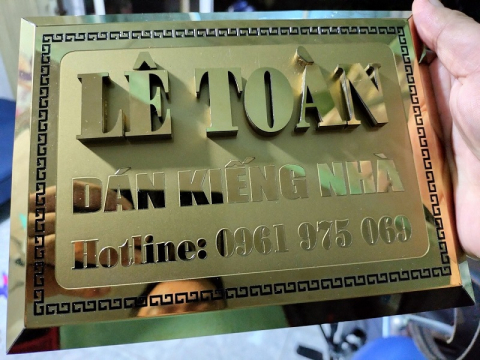 LÊ TOÀN
DÁN KIẾNG NHÀ
Hotline: 0961 975 069